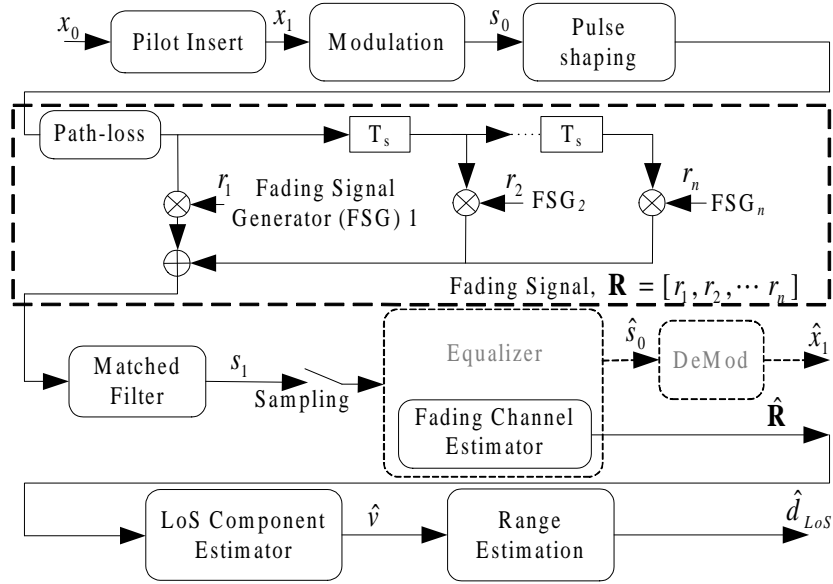 x₀
Pilot Insert
x₁
Modulation
s₀
Pulse
shaping
Path-loss
Tₛ
Tₛ
r₁
Fading Signal
Generator (FSG) 1
r₂
FSG₂
rₙ
FSGₙ
Fading Signal, R = [r₁, r₂, ⋯ rₙ]
Matched
Filter
s₁
Sampling
Equalizer
Fading Channel
Estimator
ŝ₀
DeMod
x̂₁
R̂
LoS Component
Estimator
v̂
Range
Estimation
d̂_LoS